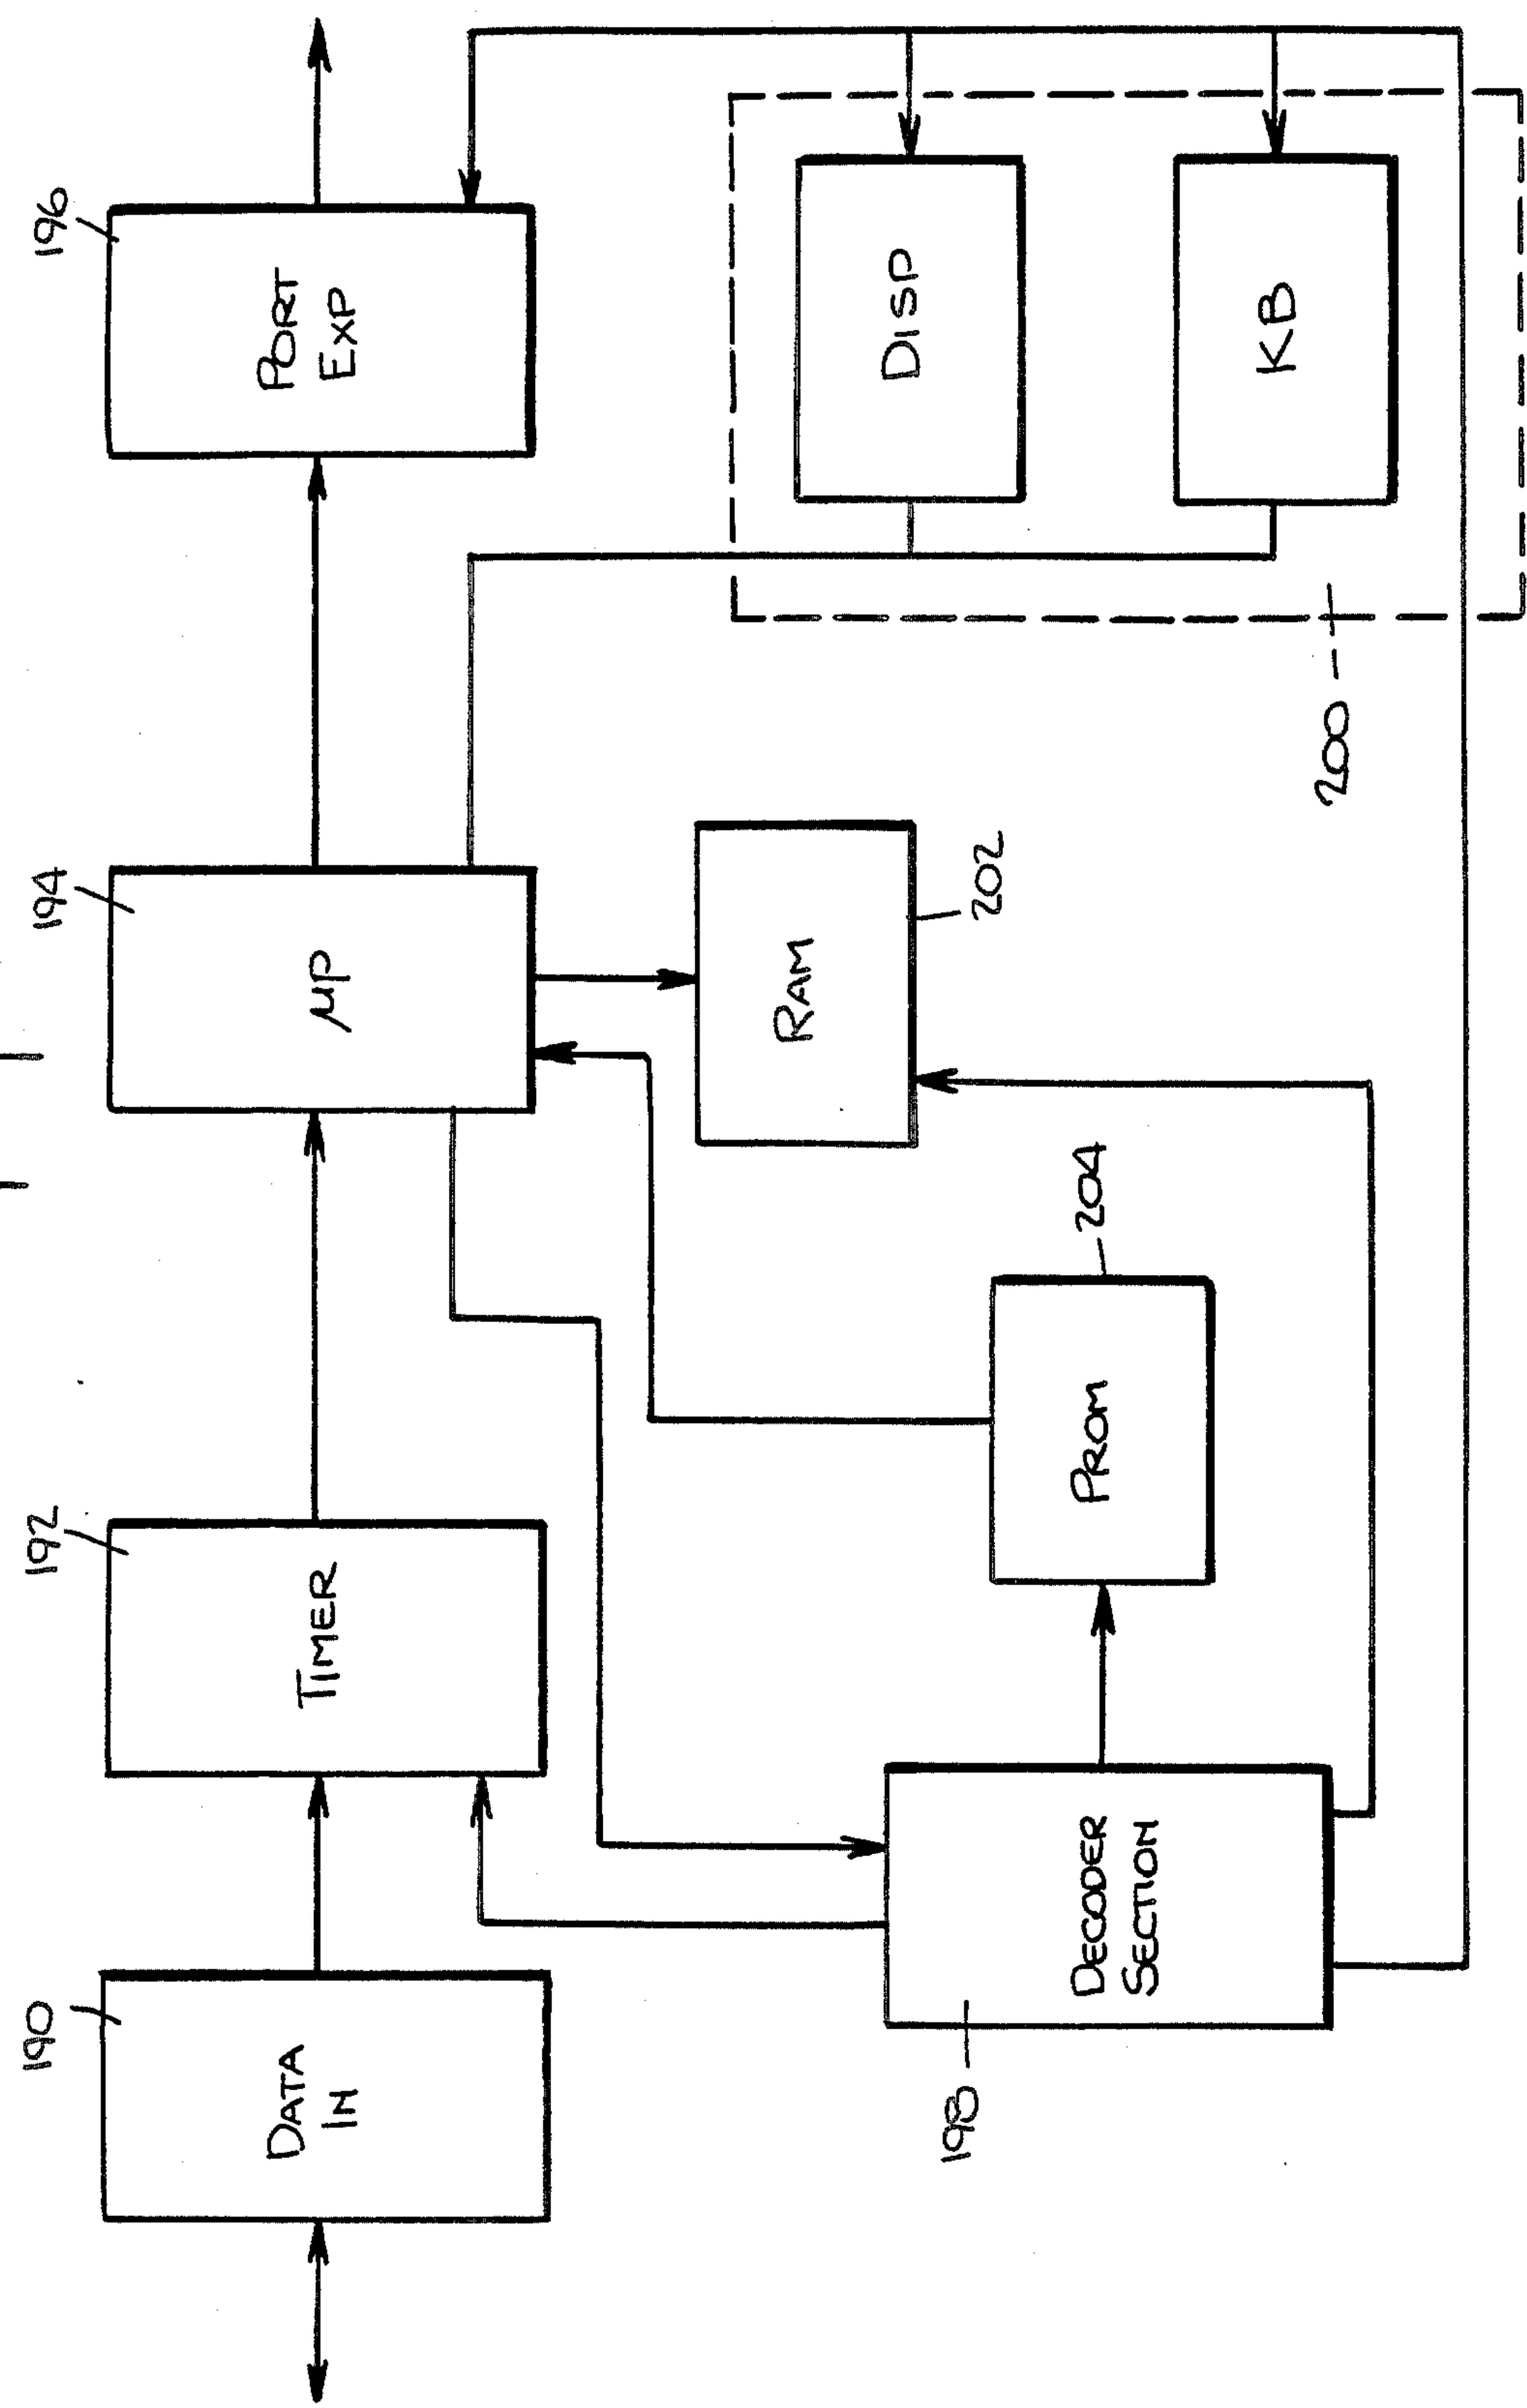 190
DATA
IN
192
TIMER
194
μP
196
PORT
EXP
198
DECODER
SECTION
PROM
204
RAM
202
DISP
KB
200